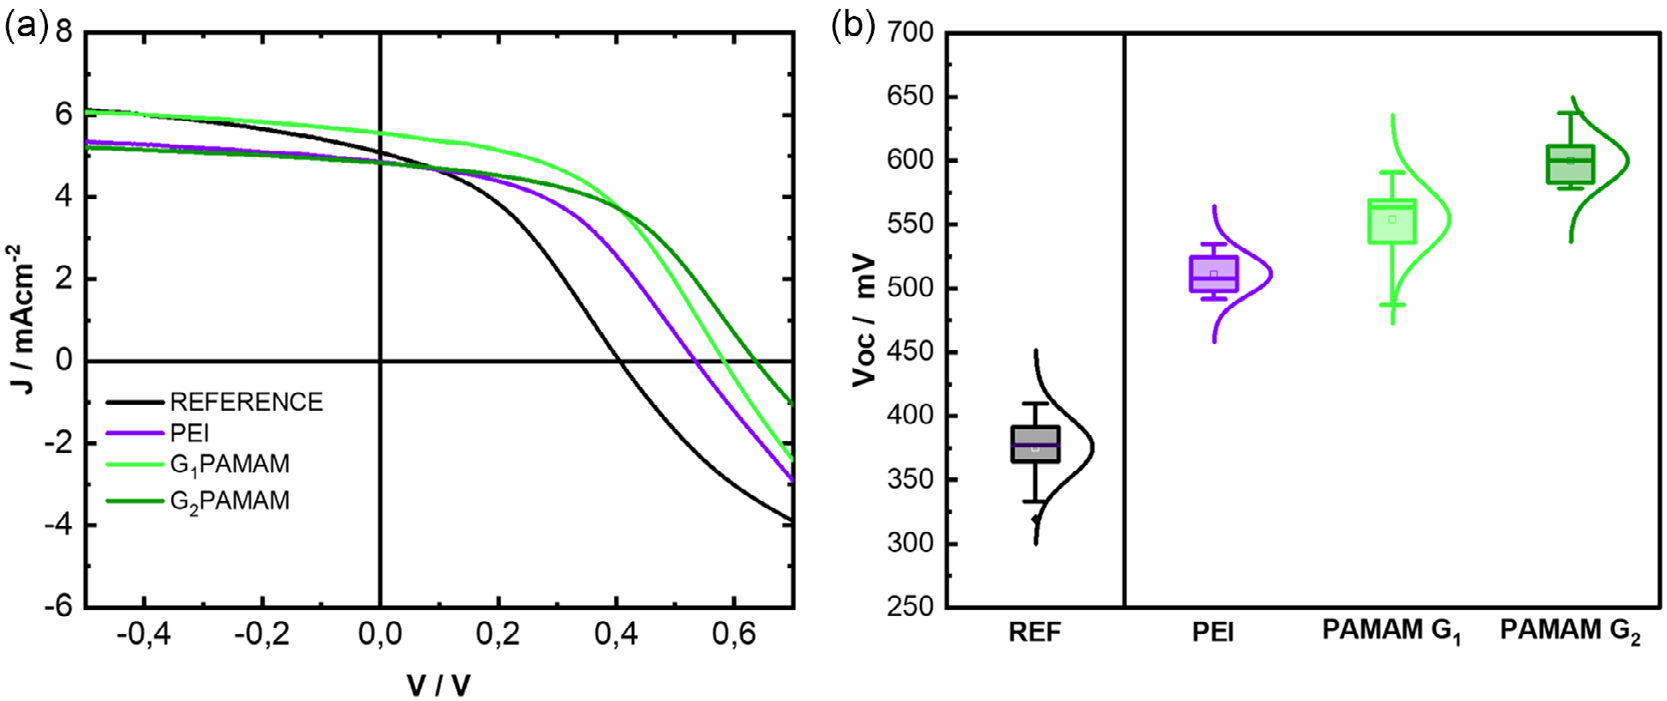 (a)
8
6
4
2
0
-2
-4
-6
J / mAcm⁻²
REFERENCE
PEI
G₁PAMAM
G₂PAMAM
-0,4 -0,2 0,0 0,2 0,4 0,6
V / V
(b)
700
650
600
550
500
450
400
350
300
250
Voc / mV
REF PEI PAMAM G₁ PAMAM G₂